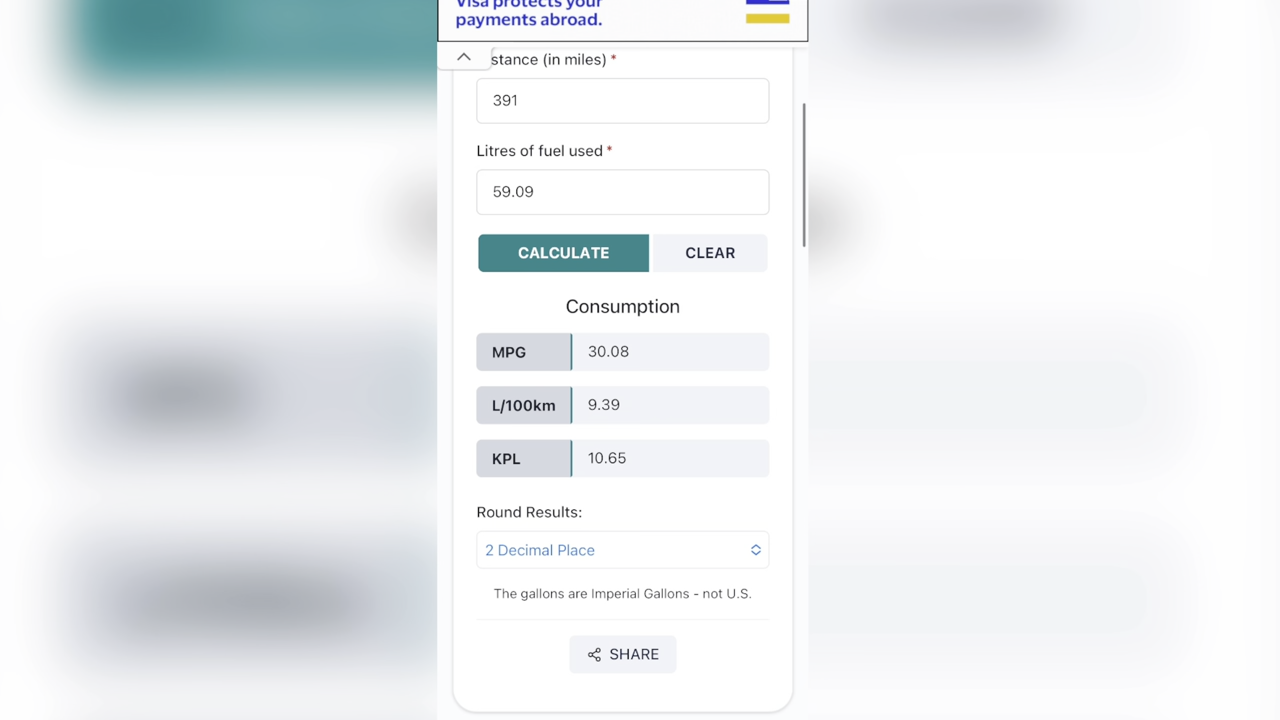 Visa protects your
payments abroad.
stance (in miles) *
391
Litres of fuel used *
59.09
CALCULATE
CLEAR
Consumption
MPG
30.08
L/100km
9.39
KPL
10.65
Round Results:
2 Decimal Place
The gallons are Imperial Gallons - not U.S.
SHARE